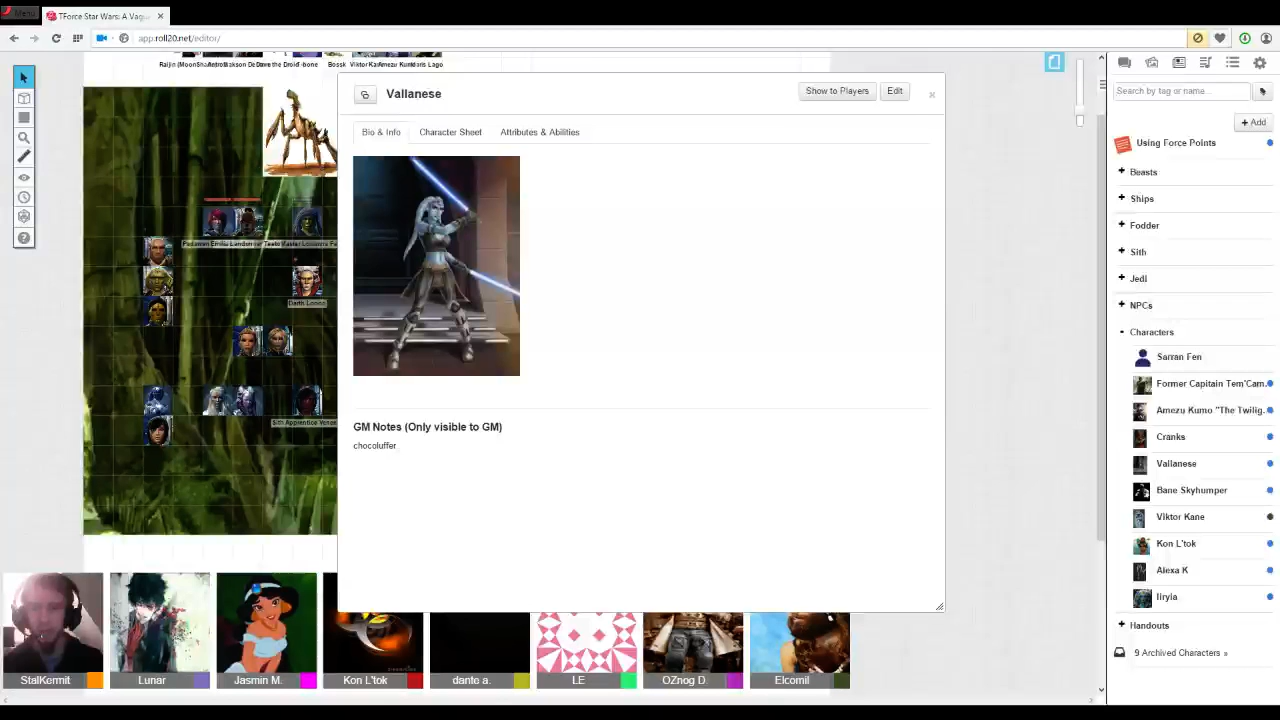 Menu
TForce Star Wars: A Vag
app.roll20.net/editor/
Bossk
Vallanese
Show to Players
Edit
Bio & Info
Character Sheet
Attributes & Abilities
GM Notes (Only visible to GM)
chocoluffer
Search by tag or name...
+ Add
Using Force Points
Beasts
Ships
Fodder
Sith
Jedi
NPCs
Characters
Sarran Fen
Former Capitain Tem'Cam.
Amezu Kumo "The Twilig.
Cranks
Vallanese
Bane Skyhumper
Viktor Kane
Kon L'tok
Alexa K
Handouts
9 Archived Characters »
StalKermit
Lunar
Jasmin M.
Kon L'tok
dante a.
LE
OZnog D.
Elcomil